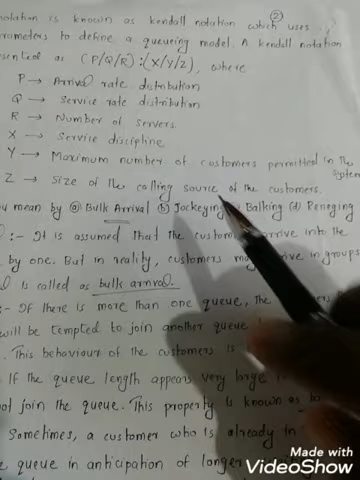 notation is known as kendall notation which uses
②
parameters to define a queueing model. A kendall notation
esented as (P/Q/R) : (X/Y/Z), where
P → Arrival rate distribution
Q → Service rate distribution
R → Number of servers.
X → Service discipline
Y → Maximum number of customers permitted in the
system
Z → Size of the calling source of the customers.
ou mean by ⓐ Bulk Arrival ⓑ Jockeying Balking ⓓ Reneging
:- It is assumed that the arrive into the
by one. But in reality, customers in groups
is called as bulk arrival.
:- If there is more than one queue, the
will be tempted to join another queue
. This behaviour of the customers is
If the queue length appears very large
not join the queue. This property is known as
Sometimes, a customer who is already in
queue in anticipation of longer
Made with
VideoShow